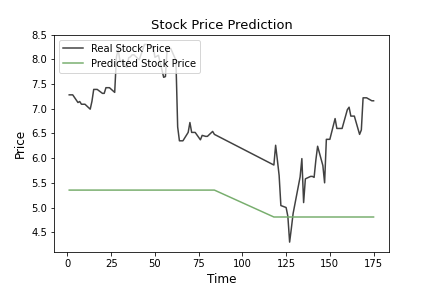 Stock Price Prediction
Real Stock Price
Predicted Stock Price
8.5
8.0
7.5
7.0
6.5
6.0
5.5
5.0
4.5
Price
0 25 50 75 100 125 150 175
Time